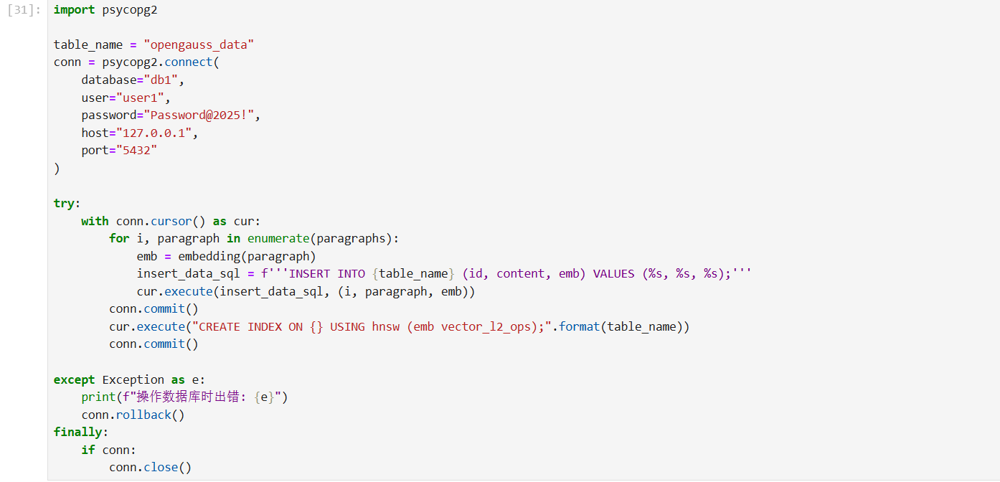 [31]: import psycopg2
table_name = "opengauss_data"
conn = psycopg2.connect(
    database="db1",
    user="user1",
    password="Password@2025!",
    host="127.0.0.1",
    port="5432"
)
try:
    with conn.cursor() as cur:
        for i, paragraph in enumerate(paragraphs):
            emb = embedding(paragraph)
            insert_data_sql = f'''INSERT INTO {table_name} (id, content, emb) VALUES (%s, %s, %s);'''
            cur.execute(insert_data_sql, (i, paragraph, emb))
        conn.commit()
        cur.execute("CREATE INDEX ON {} USING hnsw (emb vector_l2_ops);".format(table_name))
        conn.commit()
except Exception as e:
    print(f"操作数据库时出错: {e}")
    conn.rollback()
finally:
    if conn:
        conn.close()